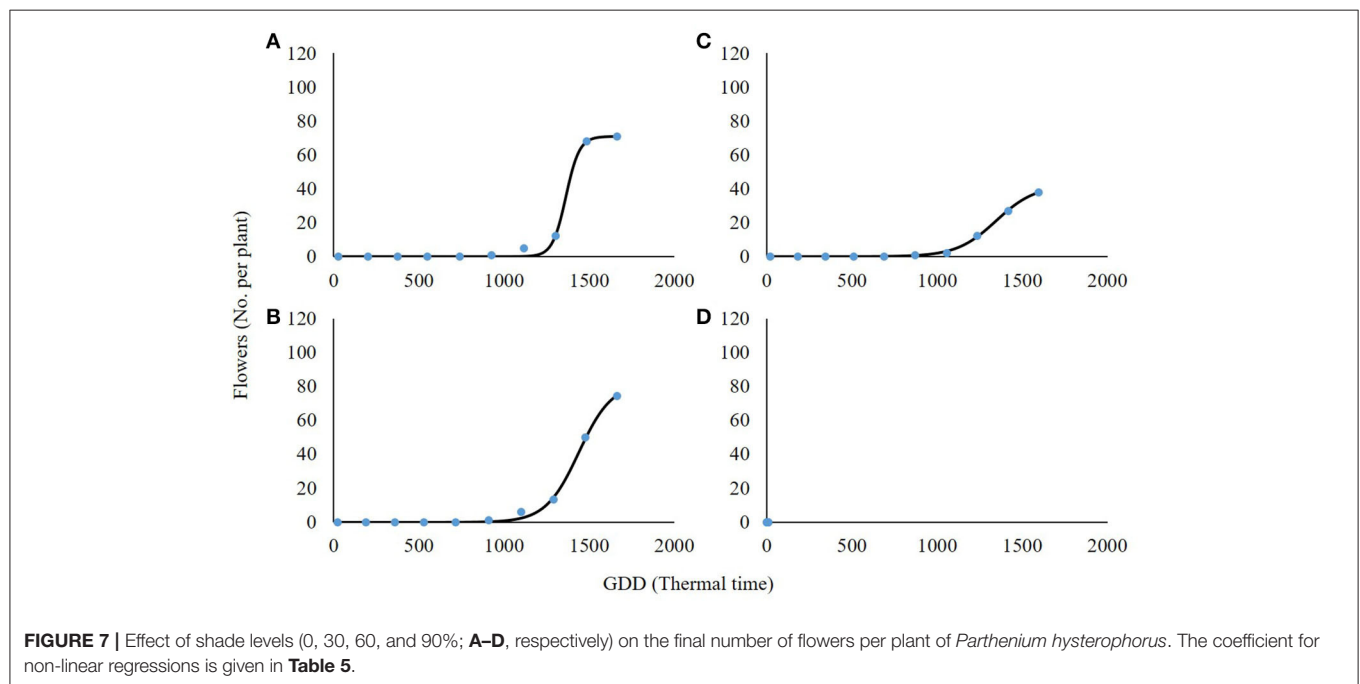 A
120
100
80
60
40
20
0
0 500 1000 1500 2000
C
120
100
80
60
40
20
0
0 500 1000 1500 2000
Flowers (No. per plant)
B
120
100
80
60
40
20
0
0 500 1000 1500 2000
D
120
100
80
60
40
20
0
0 500 1000 1500 2000
GDD (Thermal time)
FIGURE 7 | Effect of shade levels (0, 30, 60, and 90%; A–D, respectively) on the final number of flowers per plant of Parthenium hysterophorus. The coefficient for
non-linear regressions is given in Table 5.